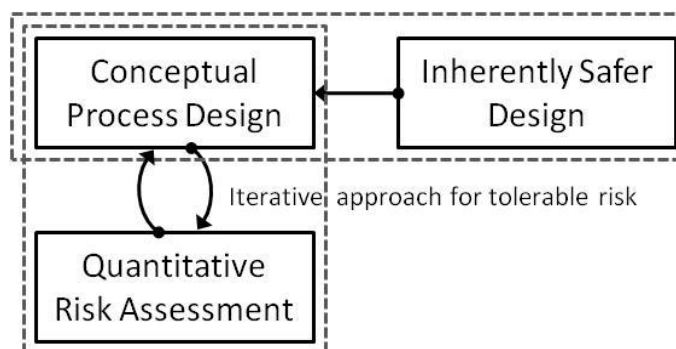 Conceptual
Process Design
Inherently Safer
Design
Iterative approach for tolerable risk
Quantitative
Risk Assessment